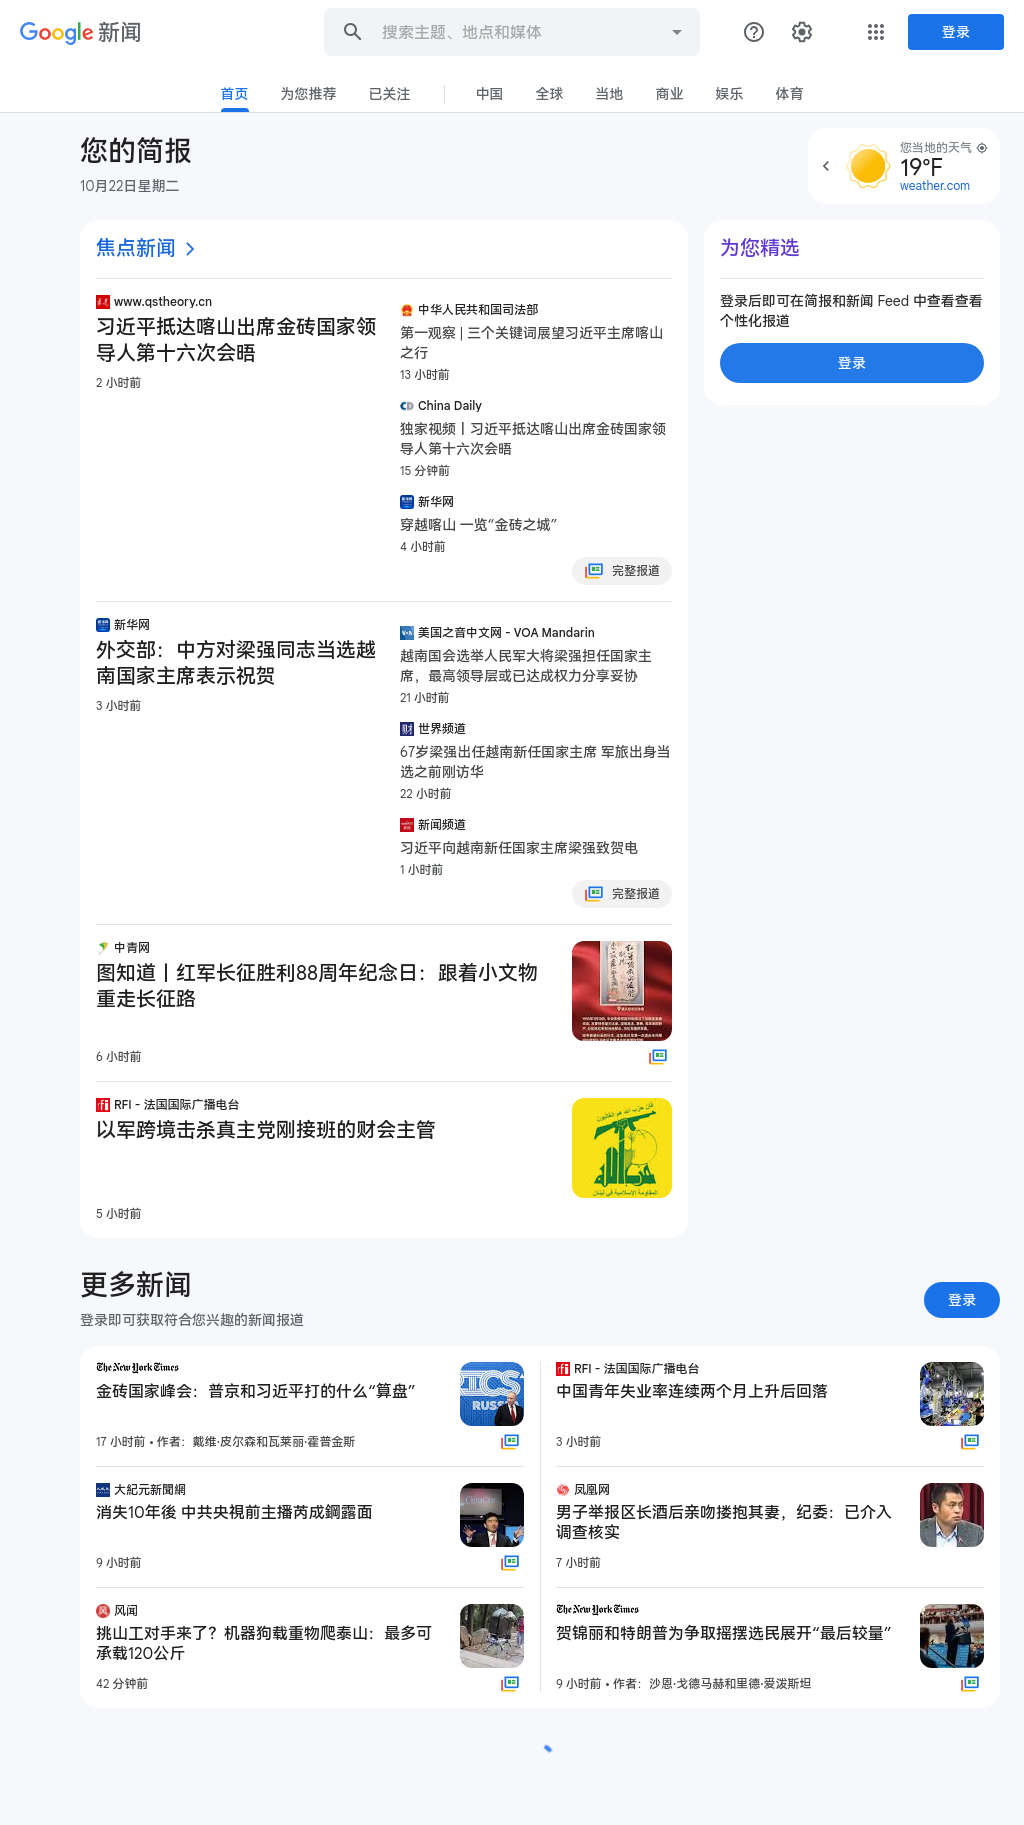 Google 新闻
搜索主题、地点和媒体
登录
首页
为您推荐
已关注
中国
全球
当地
商业
娱乐
体育
您的简报
10月22日星期二
您当地的天气
19°F
weather.com
焦点新闻
www.qstheory.cn
习近平抵达喀山出席金砖国家领
导人第十六次会晤
2 小时前
中华人民共和国司法部
第一观察 | 三个关键词展望习近平主席喀山
之行
13 小时前
China Daily
独家视频丨习近平抵达喀山出席金砖国家领
导人第十六次会晤
15 分钟前
新华网
穿越喀山 一览“金砖之城”
4 小时前
完整报道
新华网
外交部：中方对梁强同志当选越
南国家主席表示祝贺
3 小时前
美国之音中文网 - VOA Mandarin
越南国会选举人民军大将梁强担任国家主
席，最高领导层或已达成权力分享妥协
21 小时前
世界频道
67岁梁强出任越南新任国家主席 军旅出身当
选之前刚访华
22 小时前
新闻频道
习近平向越南新任国家主席梁强致贺电
1 小时前
完整报道
中青网
图知道丨红军长征胜利88周年纪念日：跟着小文物
重走长征路
6 小时前
RFI - 法国国际广播电台
以军跨境击杀真主党刚接班的财会主管
5 小时前
为您精选
登录后即可在简报和新闻 Feed 中查看查看
个性化报道
登录
更多新闻
登录即可获取符合您兴趣的新闻报道
登录
The New York Times
金砖国家峰会：普京和习近平打的什么“算盘”
17 小时前 • 作者：戴维·皮尔森和瓦莱丽·霍普金斯
RFI - 法国国际广播电台
中国青年失业率连续两个月上升后回落
3 小时前
大紀元新聞網
消失10年後 中共央視前主播芮成鋼露面
9 小时前
凤凰网
男子举报区长酒后亲吻搂抱其妻，纪委：已介入
调查核实
7 小时前
风闻
挑山工对手来了？机器狗载重物爬泰山：最多可
承载120公斤
42 分钟前
The New York Times
贺锦丽和特朗普为争取摇摆选民展开“最后较量”
9 小时前 • 作者：沙恩·戈德马赫和里德·爱泼斯坦